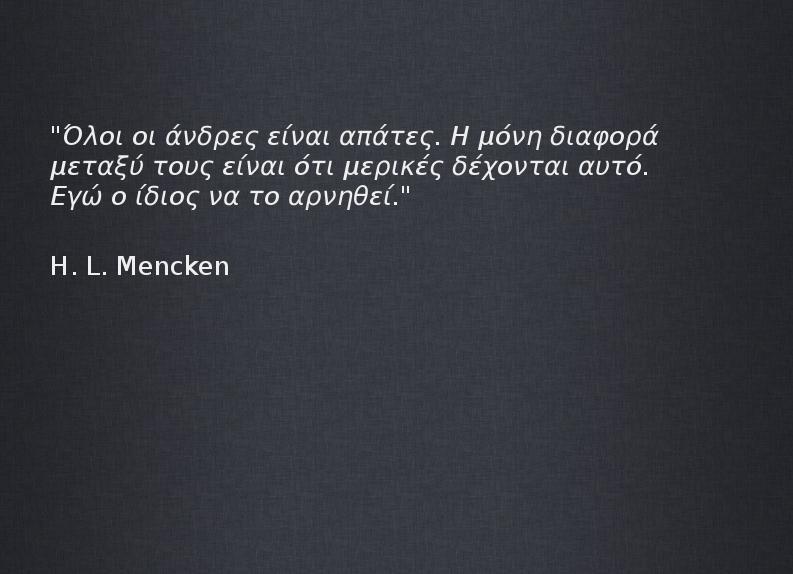 "Όλοι οι άνδρες είναι απάτες. Η μόνη διαφορά
μεταξύ τους είναι ότι μερικές δέχονται αυτό.
Εγώ ο ίδιος να το αρνηθεί."
H. L. Mencken